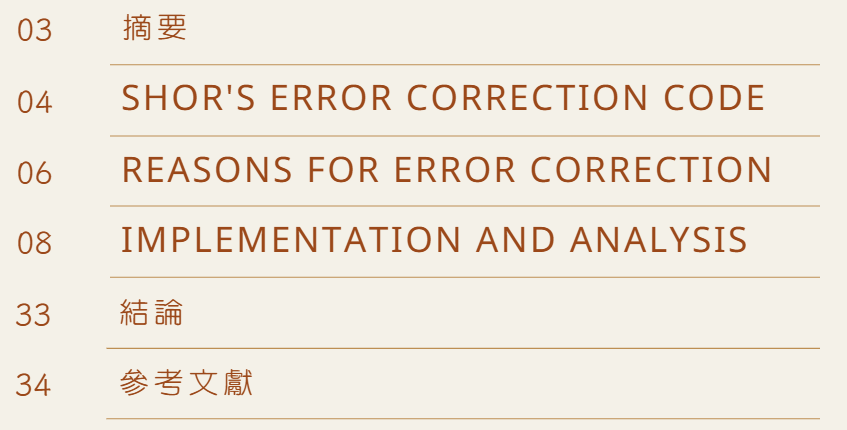 03 摘要
04 SHOR'S ERROR CORRECTION CODE
06 REASONS FOR ERROR CORRECTION
08 IMPLEMENTATION AND ANALYSIS
33 結論
34 參考文獻